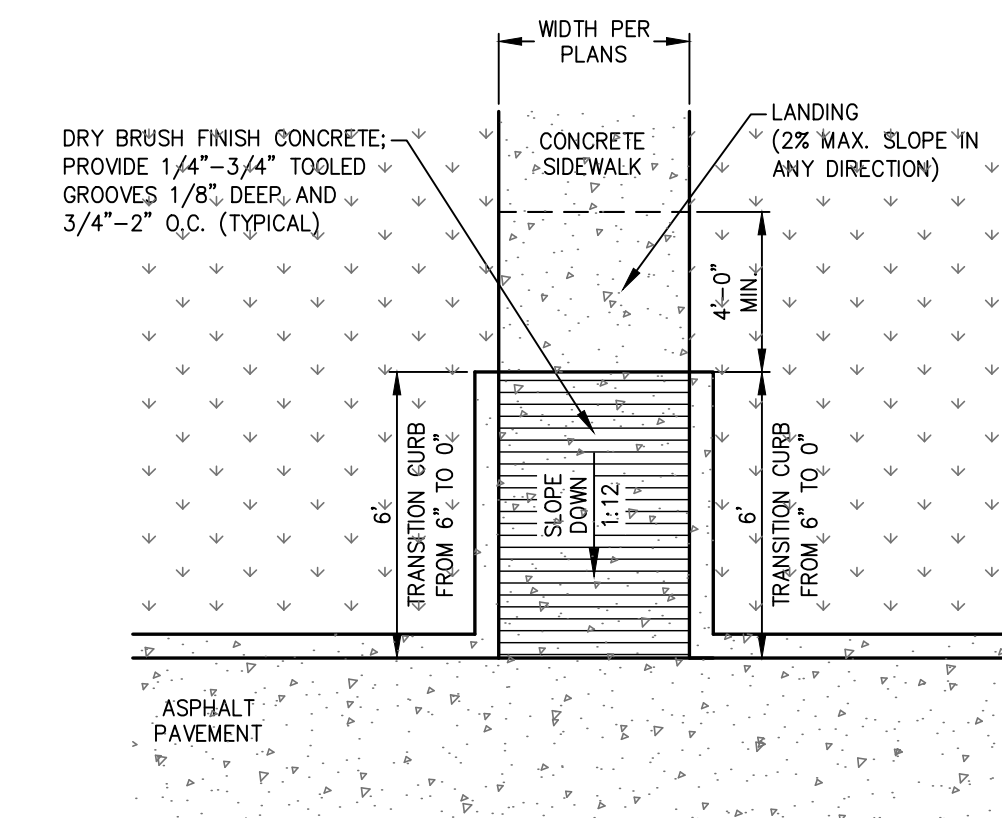 WIDTH PER
PLANS
DRY BRUSH FINISH CONCRETE;
PROVIDE 1/4"-3/4" TOOLED
GROOVES 1/8" DEEP AND
3/4"-2" O.C. (TYPICAL)
CONCRETE
SIDEWALK
LANDING
(2% MAX. SLOPE IN
ANY DIRECTION)
4'-0"
MIN.
6'
TRANSITION CURB
FROM 6" TO 0"
SLOPE
DOWN
1:12
6'
TRANSITION CURB
FROM 6" TO 0"
ASPHALT
PAVEMENT